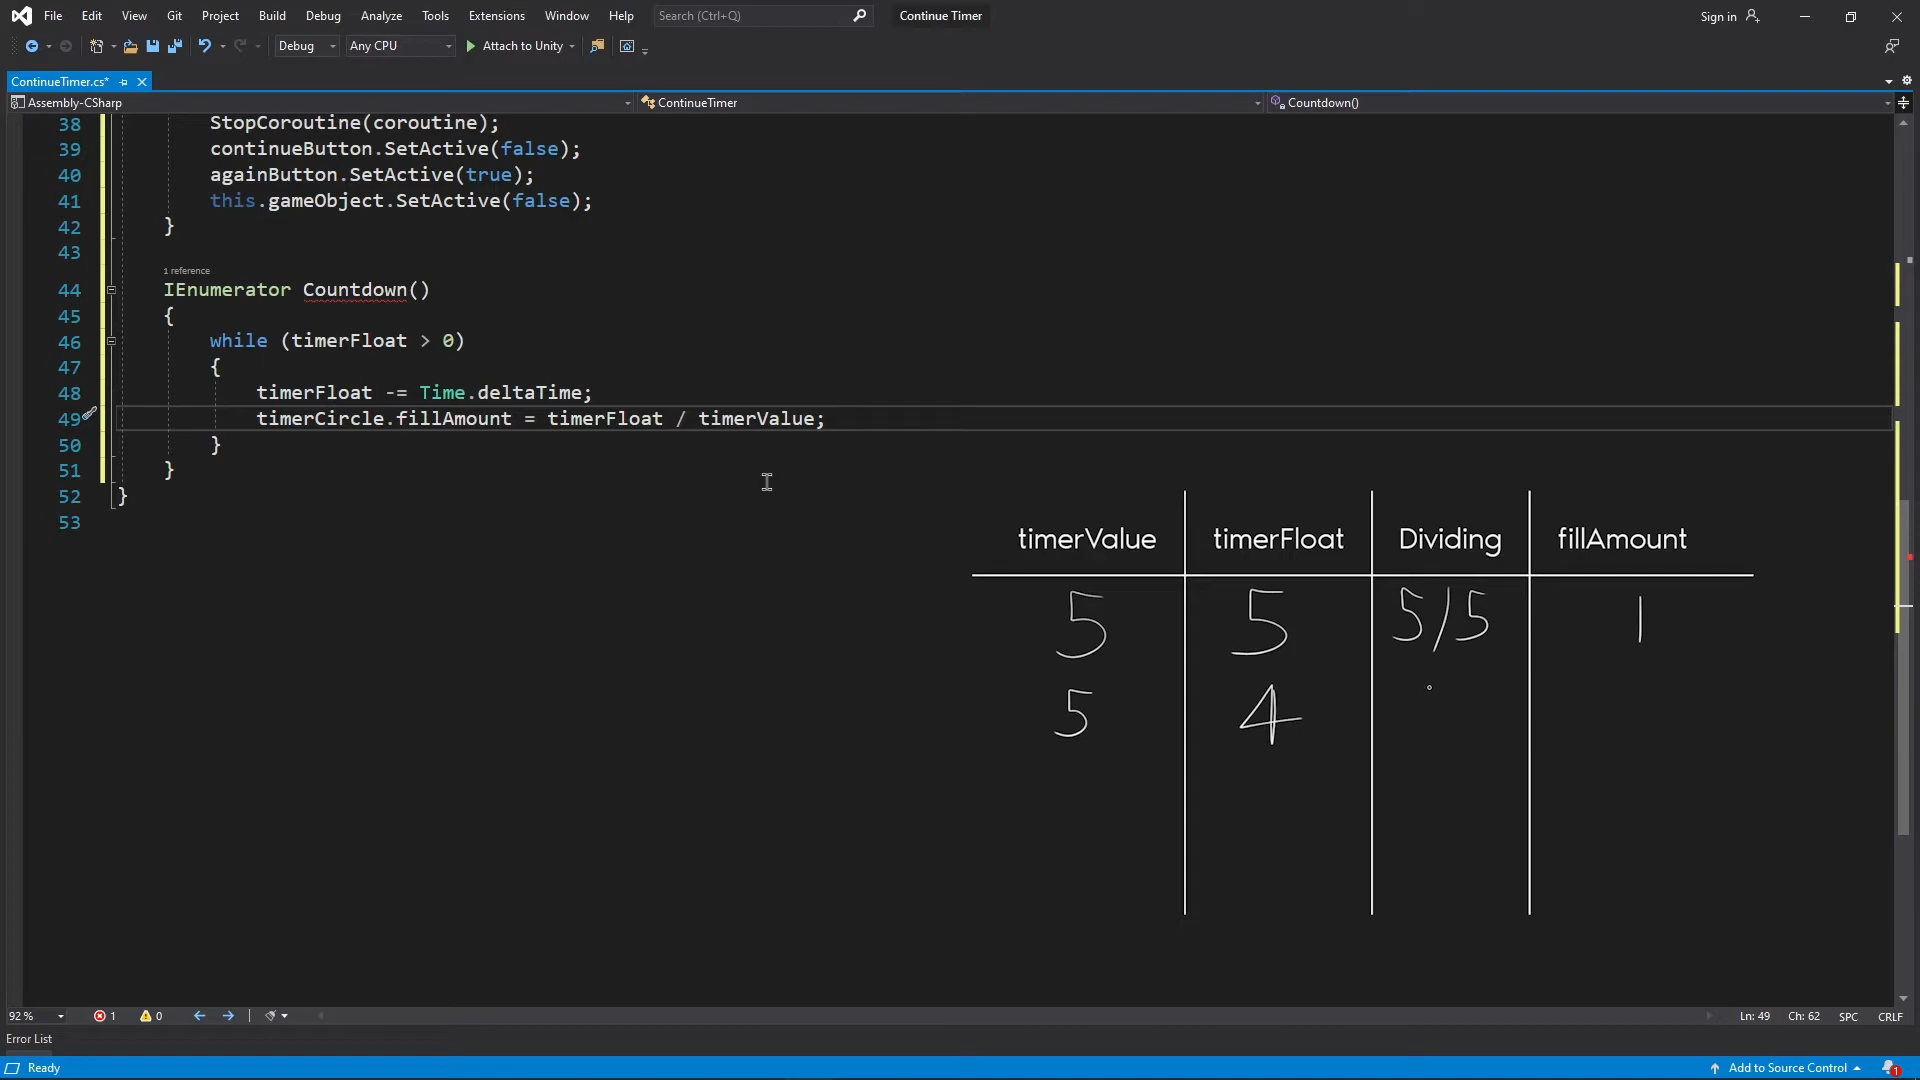 File Edit View Git Project Build Debug Analyze Tools Extensions Window Help Search (Ctrl+Q) Continue Timer Sign in
Debug Any CPU Attach to Unity
ContinueTimer.cs*
Assembly-CSharp ContinueTimer Countdown()
38 StopCoroutine(coroutine);
39 continueButton.SetActive(false);
40 againButton.SetActive(true);
41 this.gameObject.SetActive(false);
42 }
43
1 reference
44 IEnumerator Countdown()
45 {
46 while (timerFloat > 0)
47 {
48 timerFloat -= Time.deltaTime;
49 timerCircle.fillAmount = timerFloat / timerValue;
50 }
51 }
52 }
53
timerValue timerFloat Dividing fillAmount
5 5 5/5 1
5 4
92 % 1 0 Ln: 49 Ch: 62 SPC CRLF
Error List
Ready Add to Source Control 1